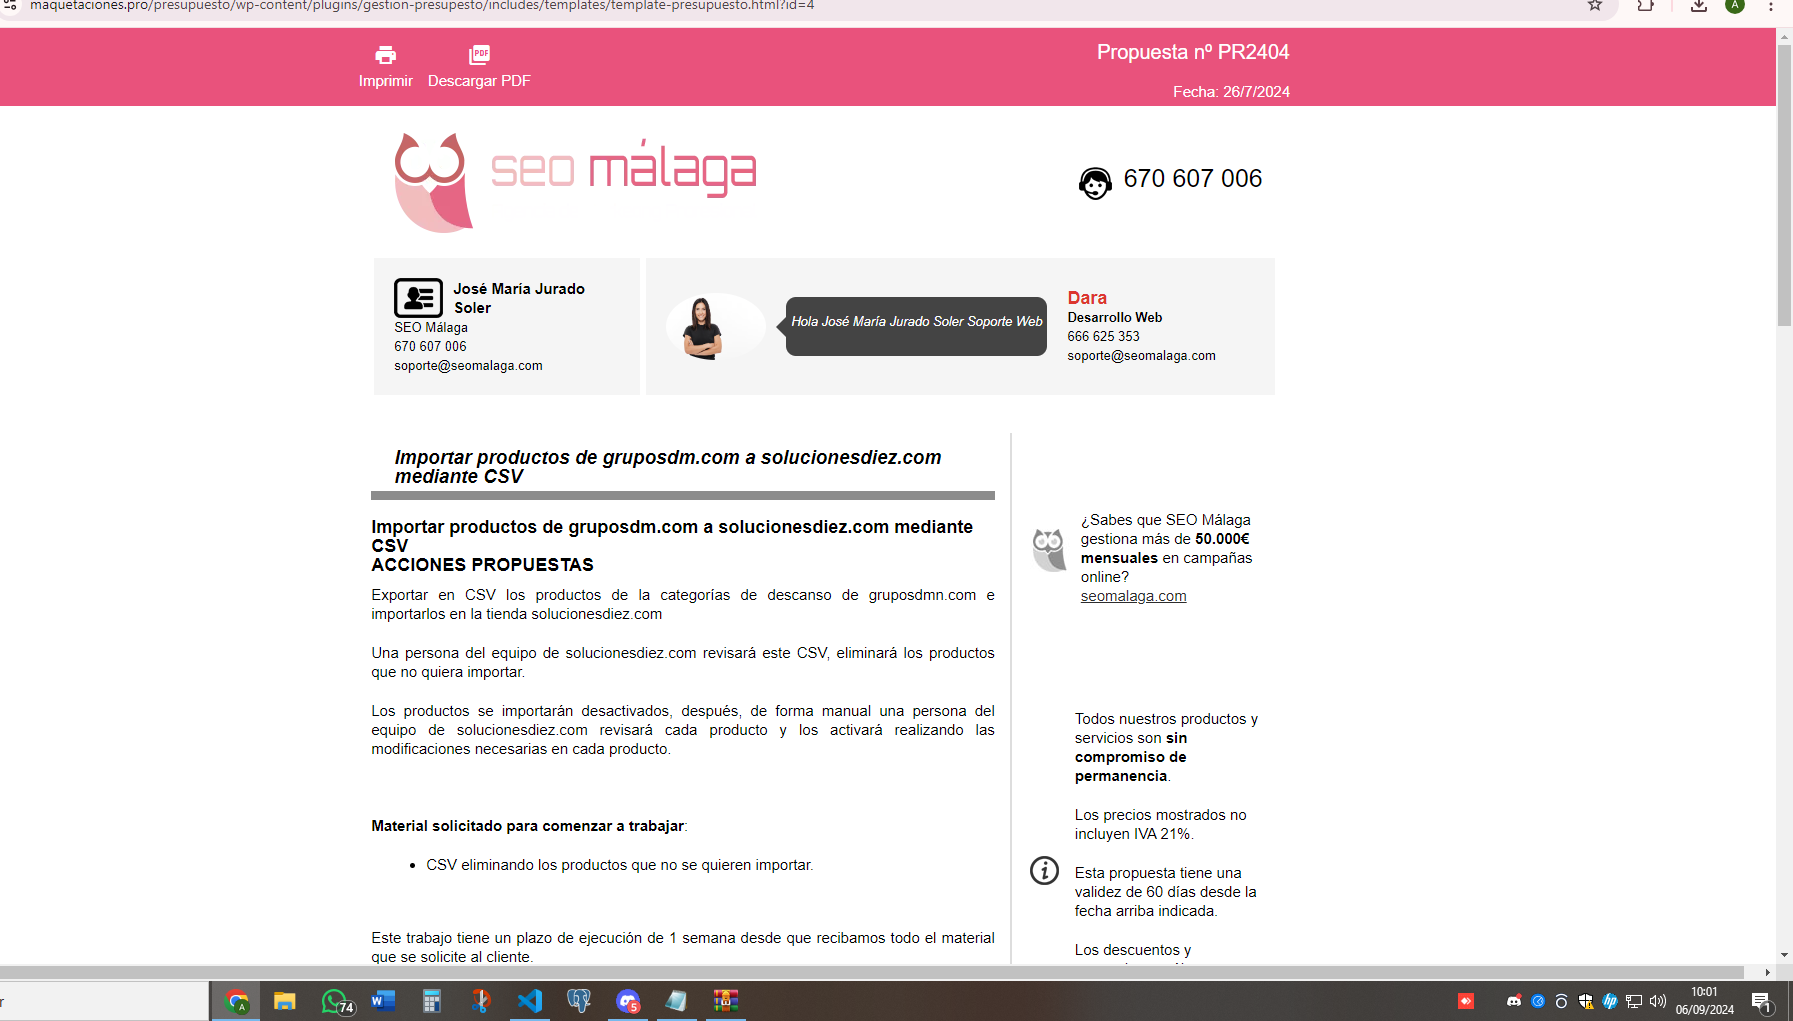 maquetaciones.pro/presupuesto/wp-content/plugins/gestion-presupesto/includes/templates/template-presupuesto.html?id=4
A
Imprimir
PDF
Descargar PDF
Propuesta nº PR2404
Fecha: 26/7/2024
seo málaga
670 607 006
José María Jurado
Soler
SEO Málaga
670 607 006
soporte@seomalaga.com
Hola José María Jurado Soler Soporte Web
Dara
Desarrollo Web
666 625 353
soporte@seomalaga.com
Importar productos de gruposdm.com a solucionesdiez.com
mediante CSV
Importar productos de gruposdm.com a solucionesdiez.com mediante
CSV
ACCIONES PROPUESTAS
Exportar en CSV los productos de la categorías de descanso de gruposdmn.com e
importarlos en la tienda solucionesdiez.com
Una persona del equipo de solucionesdiez.com revisará este CSV, eliminará los productos
que no quiera importar.
Los productos se importarán desactivados, después, de forma manual una persona del
equipo de solucionesdiez.com revisará cada producto y los activará realizando las
modificaciones necesarias en cada producto.
Material solicitado para comenzar a trabajar:
• CSV eliminando los productos que no se quieren importar.
Este trabajo tiene un plazo de ejecución de 1 semana desde que recibamos todo el material
que se solicite al cliente.
¿Sabes que SEO Málaga
gestiona más de 50.000€
mensuales en campañas
online?
seomalaga.com
Todos nuestros productos y
servicios son sin
compromiso de
permanencia.
Los precios mostrados no
incluyen IVA 21%.
Esta propuesta tiene una
validez de 60 días desde la
fecha arriba indicada.
Los descuentos y
r
A
74
W
5
hp
10:01
06/09/2024
1